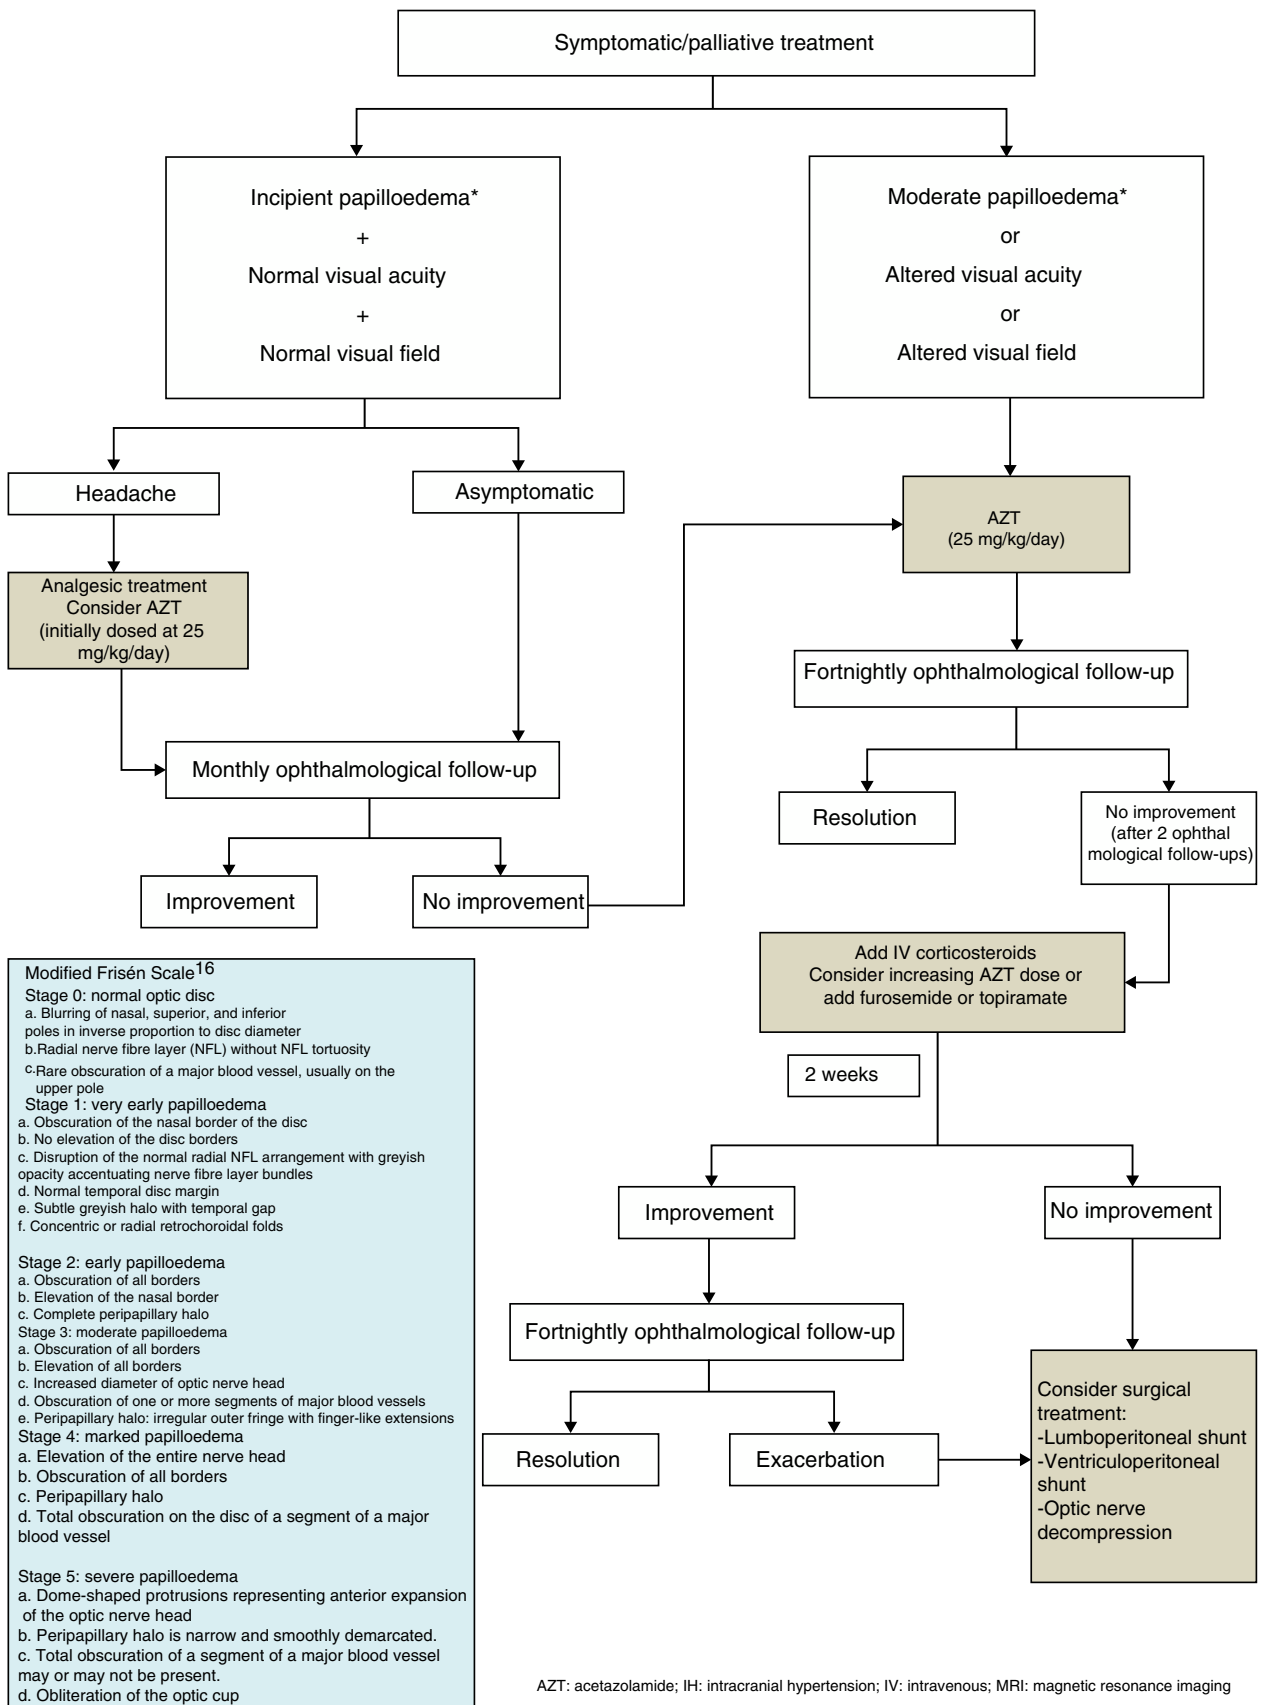 Symptomatic/palliative treatment
Incipient papilloedema*
+
Normal visual acuity
+
Normal visual field
Moderate papilloedema*
or
Altered visual acuity
or
Altered visual field
Headache
Asymptomatic
AZT
(25 mg/kg/day)
Analgesic treatment
Consider AZT
(initially dosed at 25
mg/kg/day)
Fortnightly ophthalmological follow-up
Monthly ophthalmological follow-up
Resolution
No improvement
(after 2 ophthal
mological follow-ups)
Improvement
No improvement
Add IV corticosteroids
Consider increasing AZT dose or
add furosemide or topiramate
2 weeks
Improvement
No improvement
Fortnightly ophthalmological follow-up
Resolution
Exacerbation
Consider surgical
treatment:
-Lumboperitoneal shunt
-Ventriculoperitoneal
shunt
-Optic nerve
decompression
Modified Frisén Scale16
Stage 0: normal optic disc
a. Blurring of nasal, superior, and inferior
poles in inverse proportion to disc diameter
b.Radial nerve fibre layer (NFL) without NFL tortuosity
c.Rare obscuration of a major blood vessel, usually on the
upper pole
Stage 1: very early papilloedema
a. Obscuration of the nasal border of the disc
b. No elevation of the disc borders
c. Disruption of the normal radial NFL arrangement with greyish
opacity accentuating nerve fibre layer bundles
d. Normal temporal disc margin
e. Subtle greyish halo with temporal gap
f. Concentric or radial retrochoroidal folds
Stage 2: early papilloedema
a. Obscuration of all borders
b. Elevation of the nasal border
c. Complete peripapillary halo
Stage 3: moderate papilloedema
a. Obscuration of all borders
b. Elevation of all borders
c. Increased diameter of optic nerve head
d. Obscuration of one or more segments of major blood vessels
e. Peripapillary halo: irregular outer fringe with finger-like extensions
Stage 4: marked papilloedema
a. Elevation of the entire nerve head
b. Obscuration of all borders
c. Peripapillary halo
d. Total obscuration on the disc of a segment of a major
blood vessel
Stage 5: severe papilloedema
a. Dome-shaped protrusions representing anterior expansion
of the optic nerve head
b. Peripapillary halo is narrow and smoothly demarcated.
c. Total obscuration of a segment of a major blood vessel
may or may not be present.
d. Obliteration of the optic cup
AZT: acetazolamide; IH: intracranial hypertension; IV: intravenous; MRI: magnetic resonance imaging